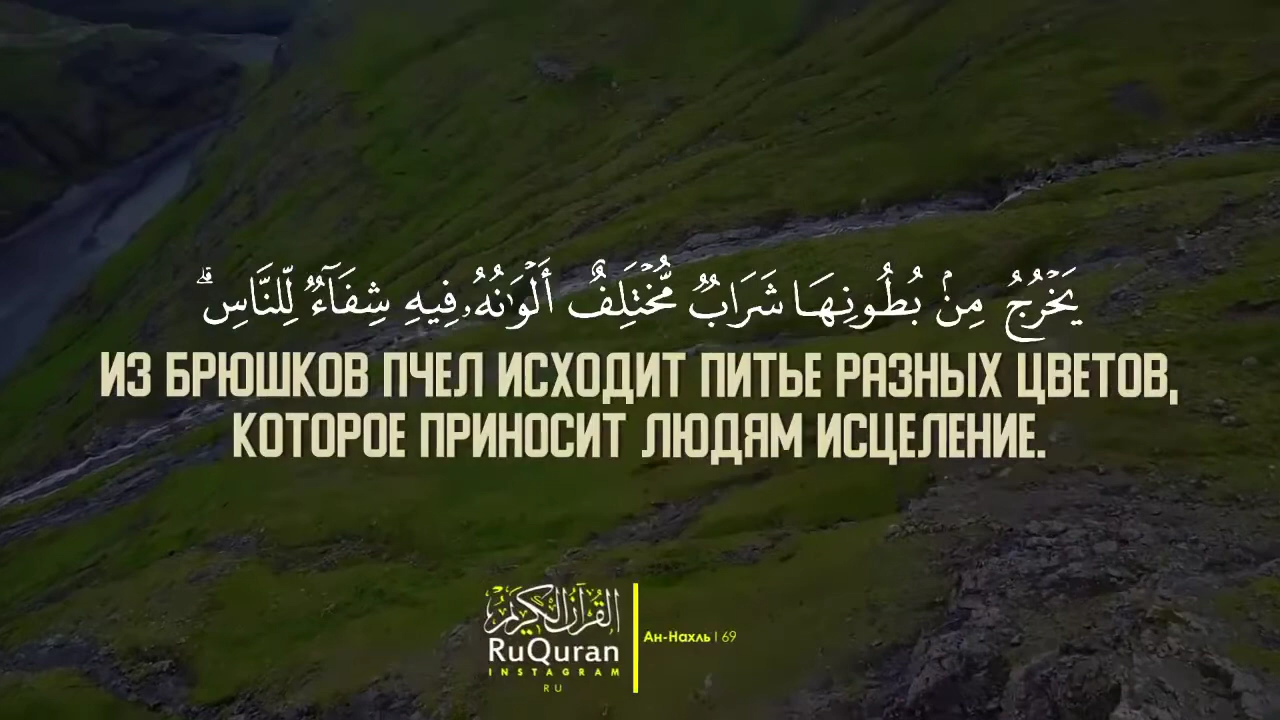 يَخْرُجُ مِنۢ بُطُونِهَا شَرَابٌ مُّخْتَلِفٌ أَلْوَٰنُهُۥ فِيهِ شِفَآءٌ لِّلنَّاسِ ۗ
ИЗ БРЮШКОВ ПЧЕЛ ИСХОДИТ ПИТЬЕ РАЗНЫХ ЦВЕТОВ,
КОТОРОЕ ПРИНОСИТ ЛЮДЯМ ИСЦЕЛЕНИЕ.
القرآن الكريم
RuQuran
INSTAGRAM
RU
Ан-Нахль | 69